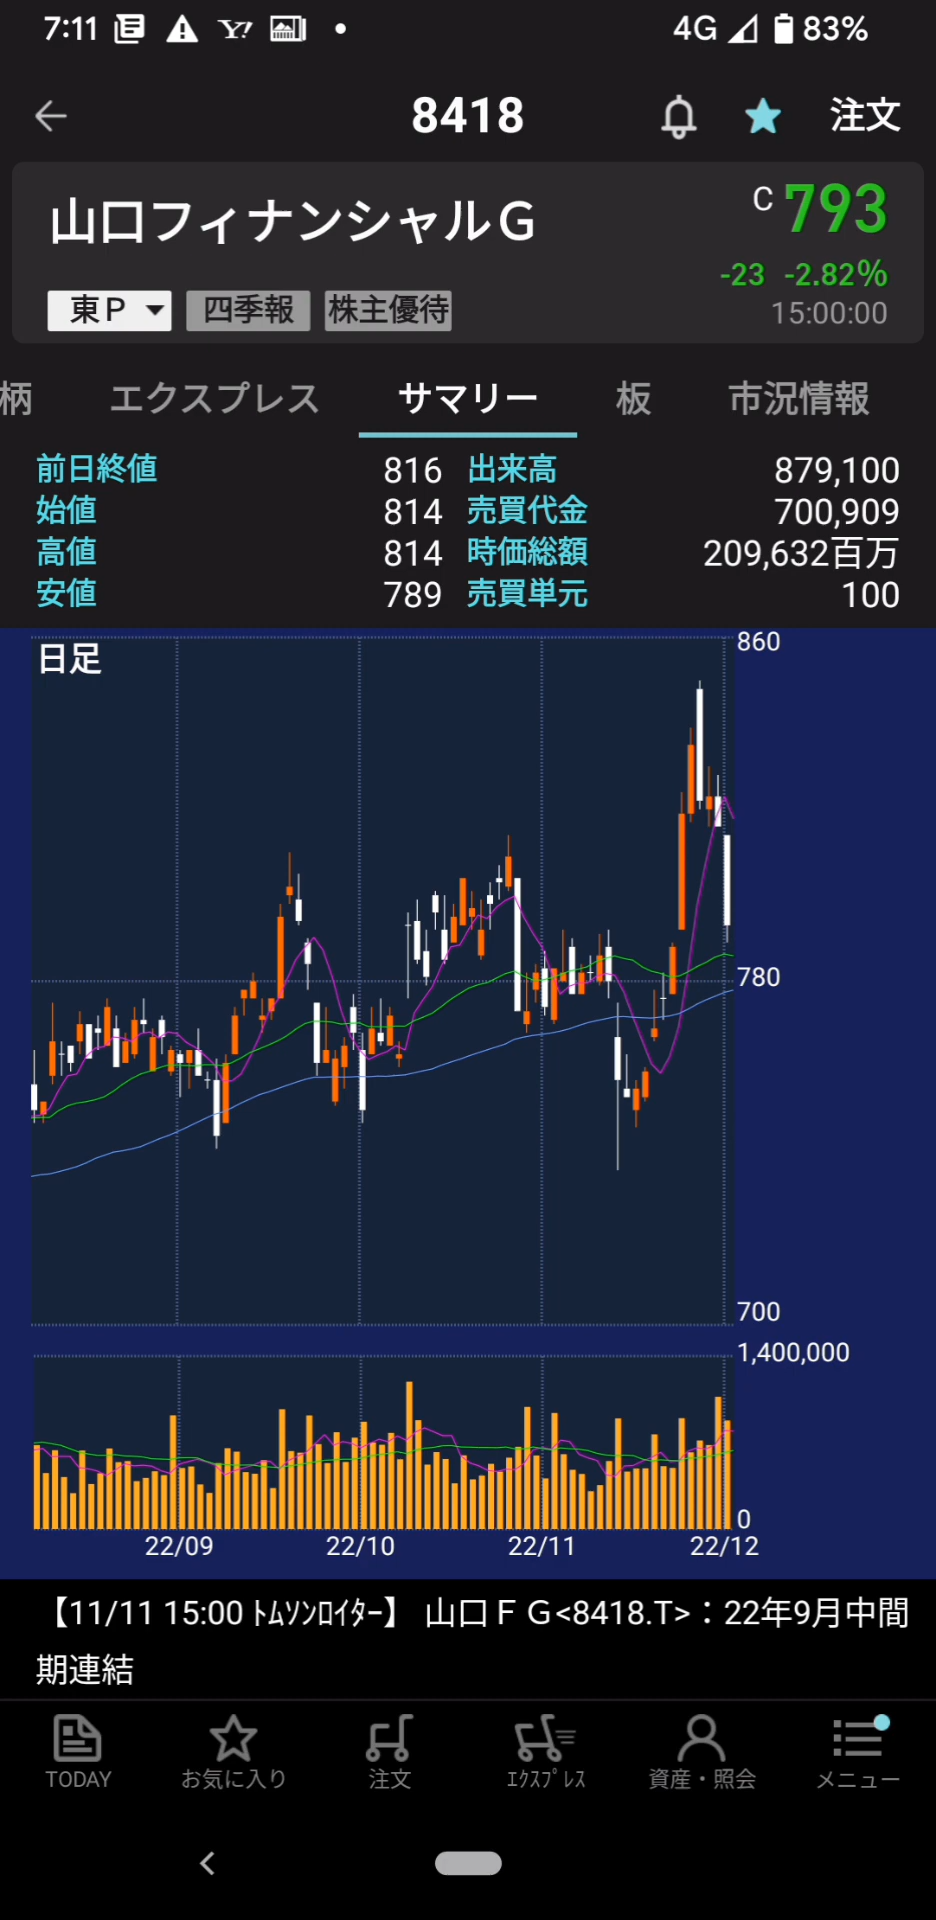 7:11 Y! 4G 83%
8418 注文
山口フィナンシャルＧ
C 793
-23 -2.82%
東Ｐ 四季報 株主優待 15:00:00
柄 エクスプレス サマリー 板 市況情報
前日終値 816 出来高 879,100
始値 814 売買代金 700,909
高値 814 時価総額 209,632百万
安値 789 売買単元 100
日足
860
780
700
1,400,000
0
22/09 22/10 22/11 22/12
【11/11 15:00 ﾄﾑｿﾝﾛｲﾀｰ】 山口ＦＧ<8418.T>：22年9月中間
期連結
TODAY お気に入り 注文 ｴｸｽﾌﾟﾚｽ 資産・照会 メニュー